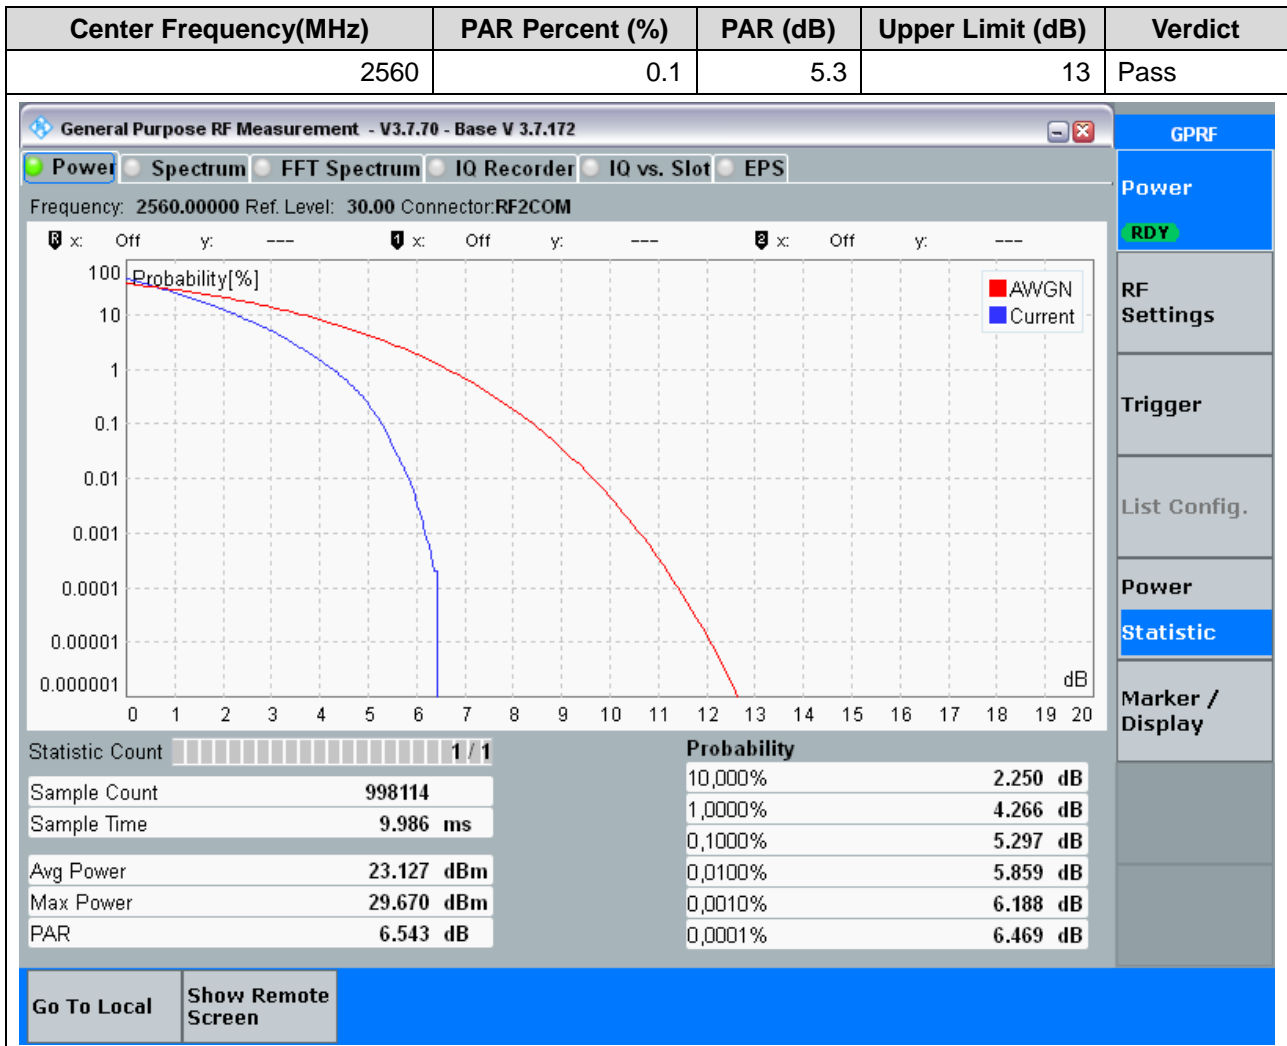 Center Frequency(MHz) PAR Percent (%) PAR (dB) Upper Limit (dB) Verdict
2560 0.1 5.3 13 Pass
General Purpose RF Measurement - V3.7.70 - Base V 3.7.172
GPRF
Power Spectrum FFT Spectrum IQ Recorder IQ vs. Slot EPS
Power
RDY
Frequency: 2560.00000 Ref. Level: 30.00 Connector:RF2COM
R x: Off y: --- 1 x: Off y: --- 2 x: Off y: ---
100 Probability[%]
AWGN
Current
10
1
0.1
0.01
0.001
0.0001
0.00001
0.000001
dB
0 1 2 3 4 5 6 7 8 9 10 11 12 13 14 15 16 17 18 19 20
RF
Settings
Trigger
List Config.
Power
Statistic
Marker /
Display
Statistic Count 1 / 1
Sample Count 998114
Sample Time 9.986 ms
Avg Power 23.127 dBm
Max Power 29.670 dBm
PAR 6.543 dB
Probability
10,000% 2.250 dB
1,0000% 4.266 dB
0,1000% 5.297 dB
0,0100% 5.859 dB
0,0010% 6.188 dB
0,0001% 6.469 dB
Go To Local
Show Remote
Screen